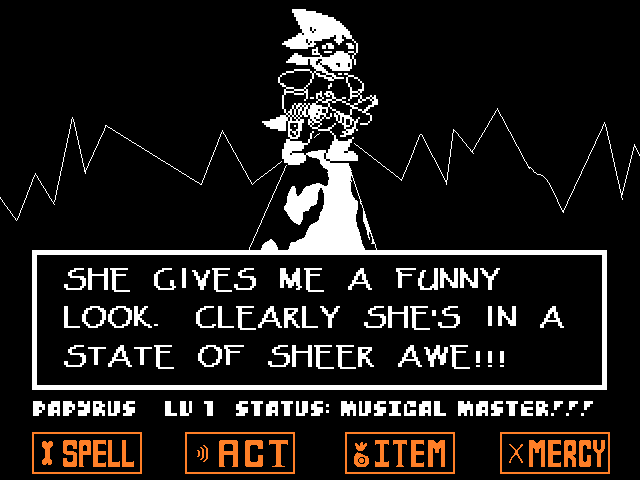 SHE GIVES ME A FUNNY
LOOK. CLEARLY SHE'S IN A
STATE OF SHEER AWE!!!
PAPYRUS LV 1 STATUS: MUSICAL MASTER!!!
SPELL ACT ITEM MERCY